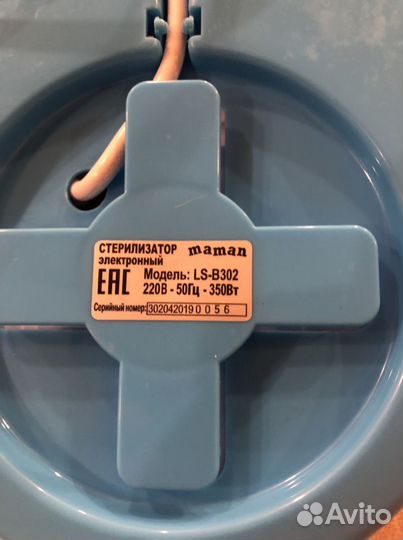 СТЕРИЛИЗАТОР maman
электронный
EAC Модель: LS-B302
220В - 50Гц - 350Вт
Серийный номер: 302042019 0 0 5 6
Avito